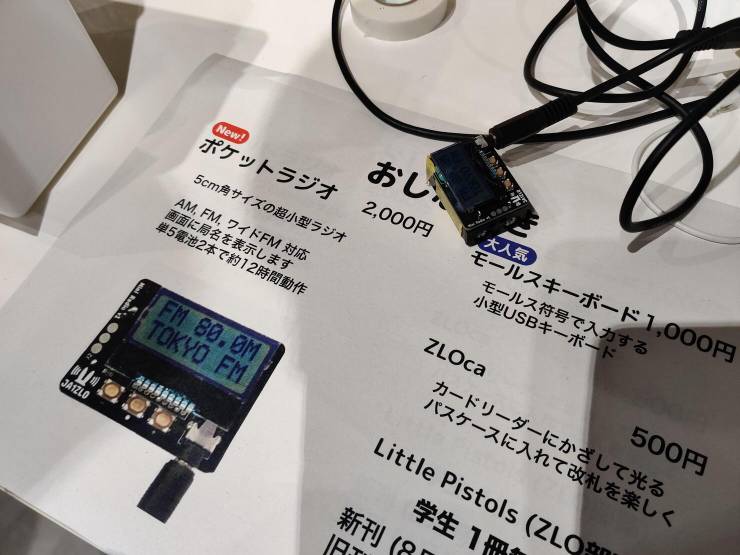 New!
ポケットラジオ
2,000円
5cm角サイズの超小型ラジオ
AM, FM, ワイドFM 対応
画面に局名を表示します
単5電池2本で約12時間動作
FM 80.0M
TOKYO FM
JA1ZLO
おし
大人気
モールスキーボード 1,000円
モールス符号で入力する
小型USBキーボード
ZLOca
500円
カードリーダーにかざして光る
パスケースに入れて改札を楽しく
Little Pistols (ZLO部
学生 1冊
新刊 (8
旧刊